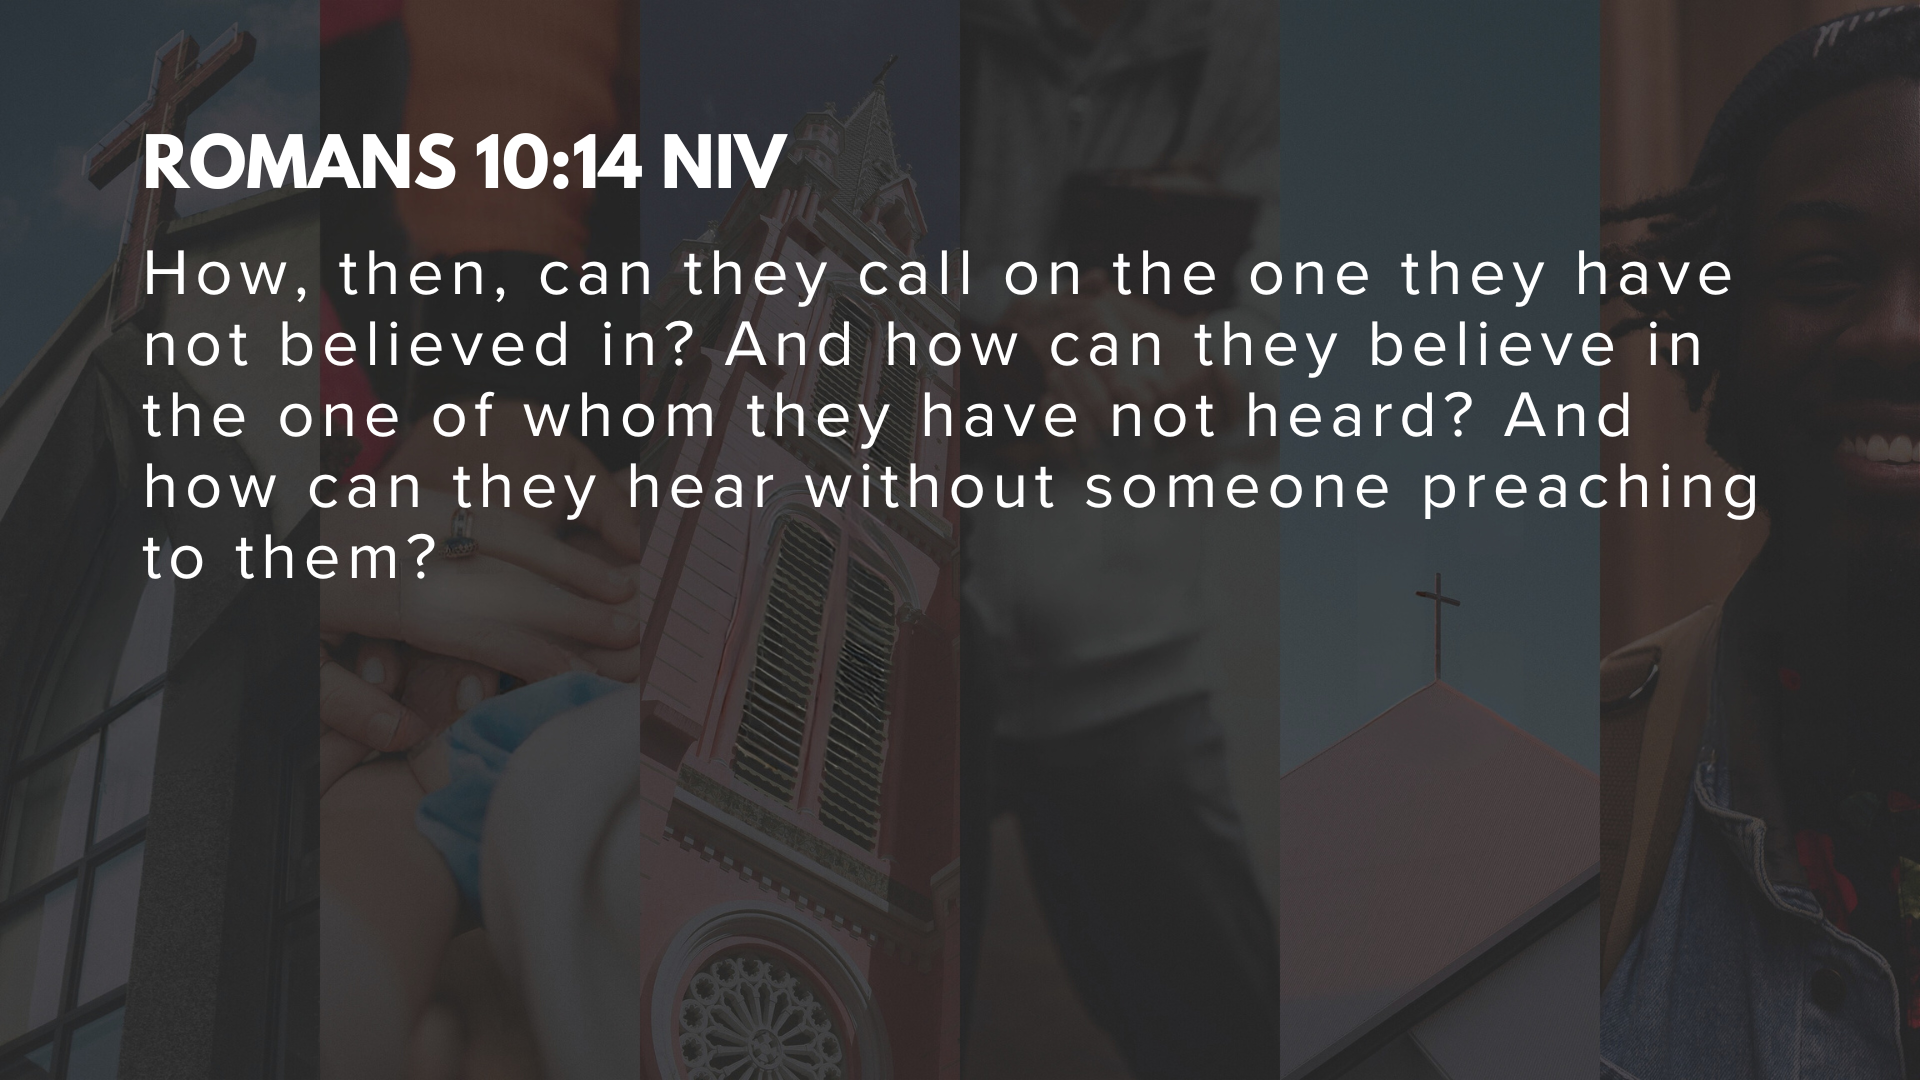 ROMANS 10:14 NIV
How, then, can they call on the one they have
not believed in? And how can they believe in
the one of whom they have not heard? And
how can they hear without someone preaching
to them?